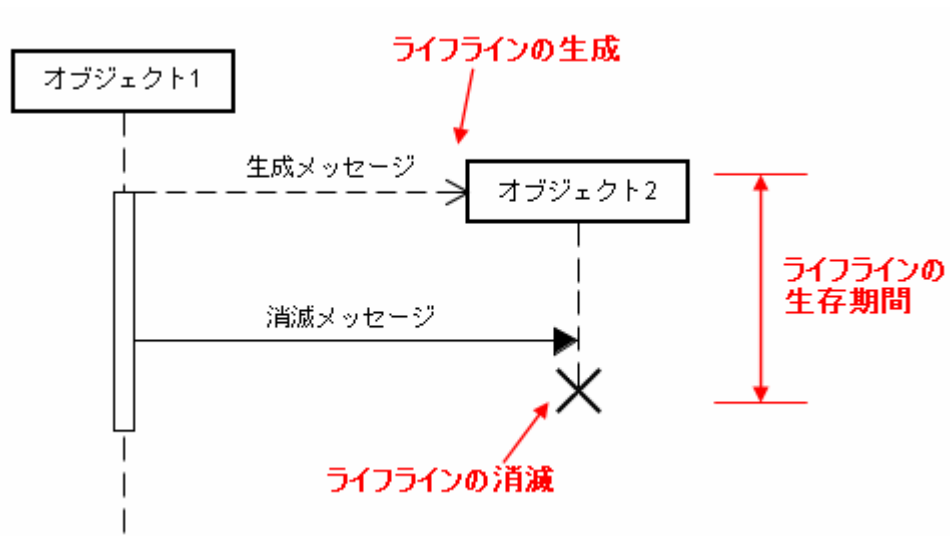 ライフラインの生成
オブジェクト1
生成メッセージ
オブジェクト2
ライフラインの
生存期間
消滅メッセージ
ライフラインの消滅